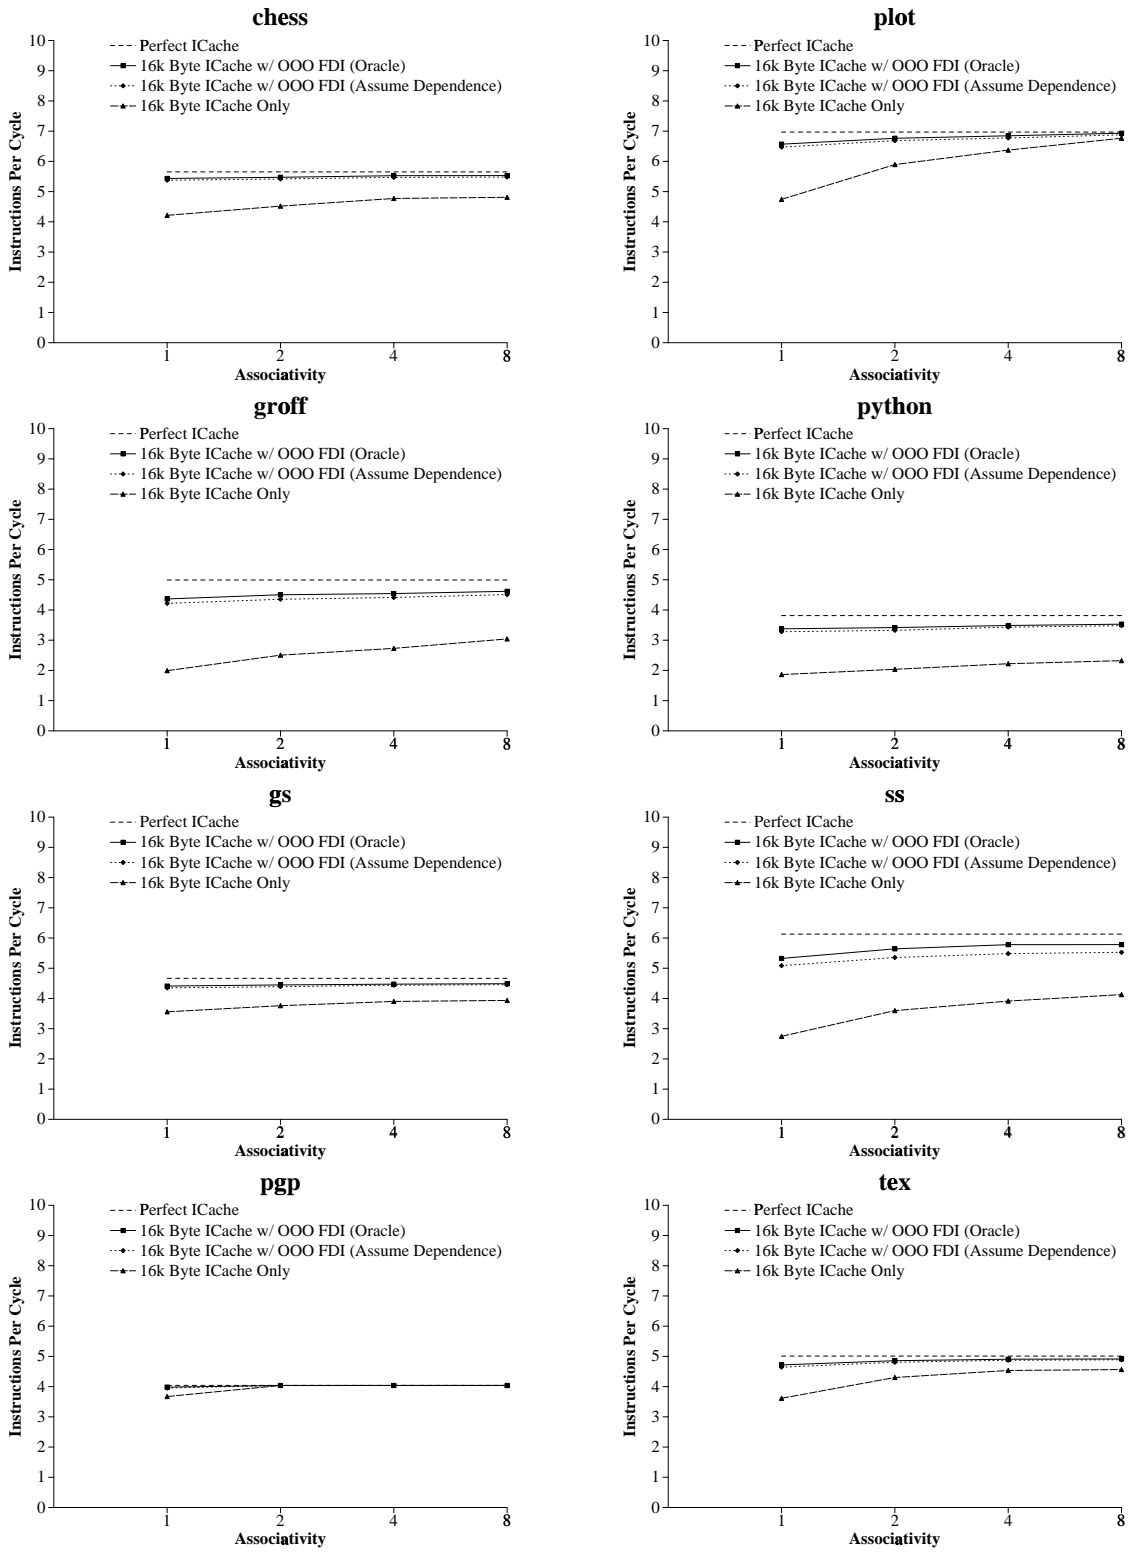 chess
Perfect ICache
16k Byte ICache w/ OOO FDI (Oracle)
16k Byte ICache w/ OOO FDI (Assume Dependence)
16k Byte ICache Only
Instructions Per Cycle
10
9
8
7
6
5
4
3
2
1
0
1 2 4 8
Associativity
plot
Perfect ICache
16k Byte ICache w/ OOO FDI (Oracle)
16k Byte ICache w/ OOO FDI (Assume Dependence)
16k Byte ICache Only
Instructions Per Cycle
10
9
8
7
6
5
4
3
2
1
0
1 2 4 8
Associativity
groff
Perfect ICache
16k Byte ICache w/ OOO FDI (Oracle)
16k Byte ICache w/ OOO FDI (Assume Dependence)
16k Byte ICache Only
Instructions Per Cycle
10
9
8
7
6
5
4
3
2
1
0
1 2 4 8
Associativity
python
Perfect ICache
16k Byte ICache w/ OOO FDI (Oracle)
16k Byte ICache w/ OOO FDI (Assume Dependence)
16k Byte ICache Only
Instructions Per Cycle
10
9
8
7
6
5
4
3
2
1
0
1 2 4 8
Associativity
gs
Perfect ICache
16k Byte ICache w/ OOO FDI (Oracle)
16k Byte ICache w/ OOO FDI (Assume Dependence)
16k Byte ICache Only
Instructions Per Cycle
10
9
8
7
6
5
4
3
2
1
0
1 2 4 8
Associativity
ss
Perfect ICache
16k Byte ICache w/ OOO FDI (Oracle)
16k Byte ICache w/ OOO FDI (Assume Dependence)
16k Byte ICache Only
Instructions Per Cycle
10
9
8
7
6
5
4
3
2
1
0
1 2 4 8
Associativity
pgp
Perfect ICache
16k Byte ICache w/ OOO FDI (Oracle)
16k Byte ICache w/ OOO FDI (Assume Dependence)
16k Byte ICache Only
Instructions Per Cycle
10
9
8
7
6
5
4
3
2
1
0
1 2 4 8
Associativity
tex
Perfect ICache
16k Byte ICache w/ OOO FDI (Oracle)
16k Byte ICache w/ OOO FDI (Assume Dependence)
16k Byte ICache Only
Instructions Per Cycle
10
9
8
7
6
5
4
3
2
1
0
1 2 4 8
Associativity